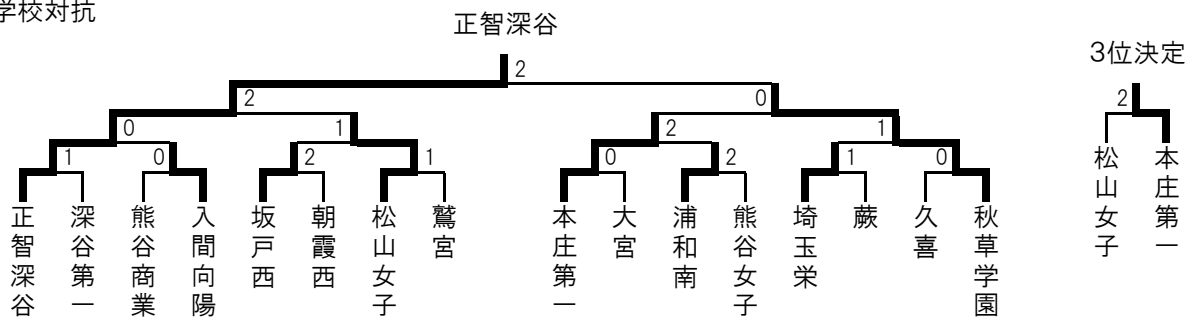 学校対抗
正智深谷
3位決定
2
2
2
0
0
1
2
1
1
0
2
1
0
2
1
0
正智深谷
深谷第一
熊谷商業
入間向陽
坂戸西
朝霞西
松山女子
鷲宮
本庄第一
大宮
浦和南
熊谷女子
埼玉栄
蕨
久喜
秋草学園
松山女子
本庄第一